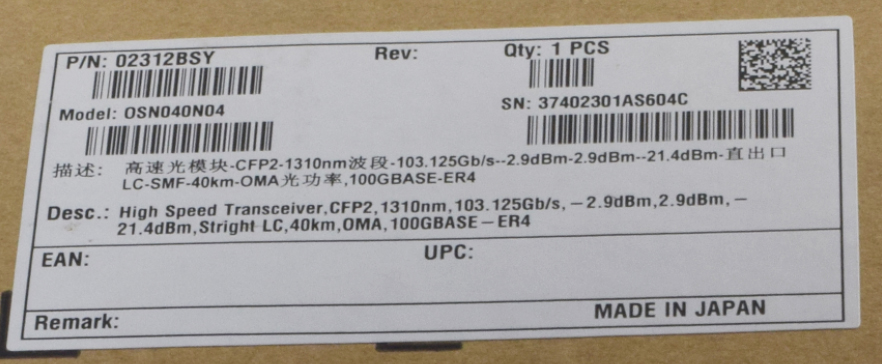 P/N: 02312BSY
Rev:
Qty: 1 PCS
Model: OSN040N04
SN: 37402301AS604C
描述: 高速光模块-CFP2-1310nm波段-103.125Gb/s--2.9dBm-2.9dBm--21.4dBm-直出口
LC-SMF-40km-OMA光功率,100GBASE-ER4
Desc.: High Speed Transceiver,CFP2,1310nm,103.125Gb/s,-2.9dBm,2.9dBm,-
21.4dBm,Stright LC,40km,OMA,100GBASE-ER4
EAN:
UPC:
Remark:
MADE IN JAPAN